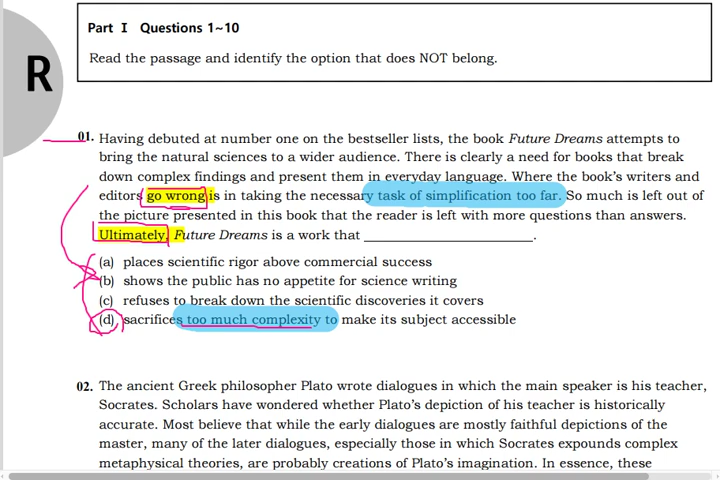 Part I Questions 1~10
Read the passage and identify the option that does NOT belong.
R
01. Having debuted at number one on the bestseller lists, the book Future Dreams attempts to
bring the natural sciences to a wider audience. There is clearly a need for books that break
down complex findings and present them in everyday language. Where the book's writers and
editors go wrong is in taking the necessary task of simplification too far. So much is left out of
the picture presented in this book that the reader is left with more questions than answers.
Ultimately, Future Dreams is a work that ____________________.
(a) places scientific rigor above commercial success
(b) shows the public has no appetite for science writing
(c) refuses to break down the scientific discoveries it covers
(d) sacrifices too much complexity to make its subject accessible
02. The ancient Greek philosopher Plato wrote dialogues in which the main speaker is his teacher,
Socrates. Scholars have wondered whether Plato's depiction of his teacher is historically
accurate. Most believe that while the early dialogues are mostly faithful depictions of the
master, many of the later dialogues, especially those in which Socrates expounds complex
metaphysical theories, are probably creations of Plato's imagination. In essence, these